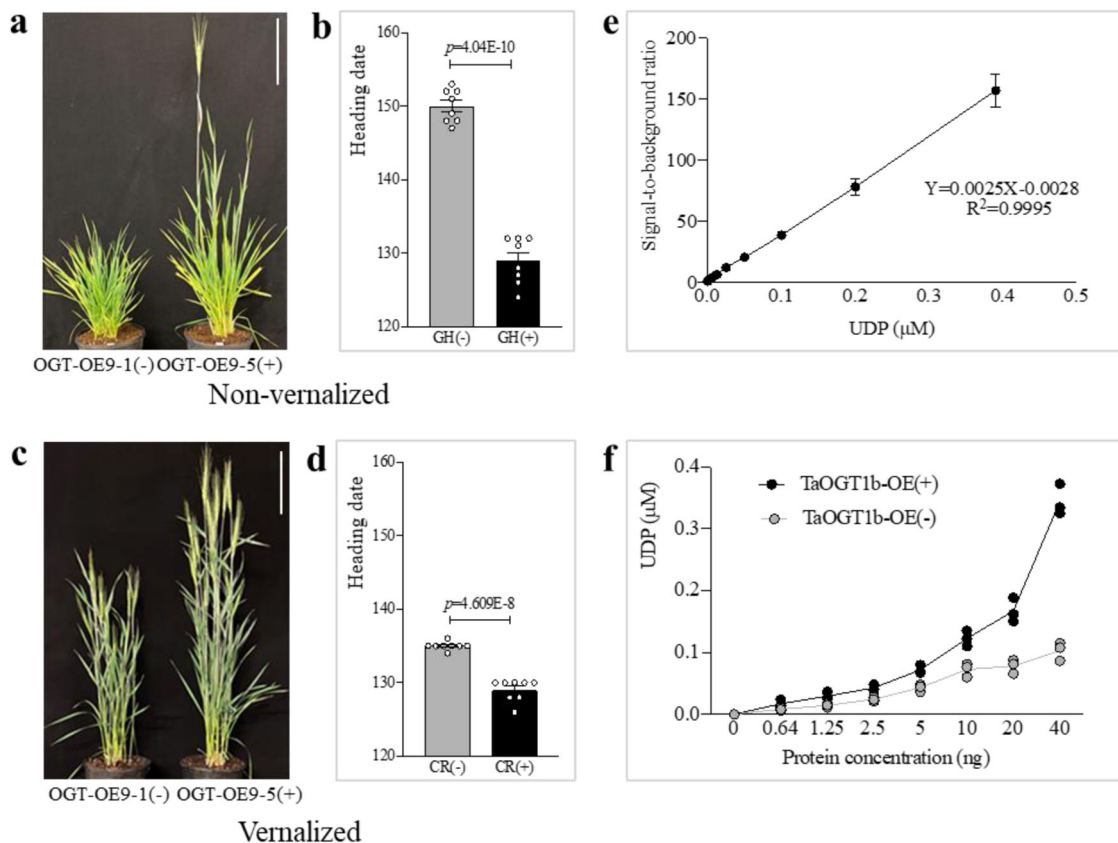 a
OGT-OE9-1(-) OGT-OE9-5(+)
Non-vernalized
b
Heading date
160
150
140
130
120
p=4.04E-10
GH(-) GH(+)
c
OGT-OE9-1(-) OGT-OE9-5(+)
Vernalized
d
Heading date
160
150
140
130
120
p=4.609E-8
CR(-) CR(+)
e
Signal-to-background ratio
200
150
100
50
0
Y=0.0025X-0.0028
R²=0.9995
0.0 0.1 0.2 0.3 0.4 0.5
UDP (μM)
f
UDP (μM)
0.4
0.3
0.2
0.1
0.0
TaOGT1b-OE(+)
TaOGT1b-OE(-)
0 0.64 1.25 2.5 5 10 20 40
Protein concentration (ng)